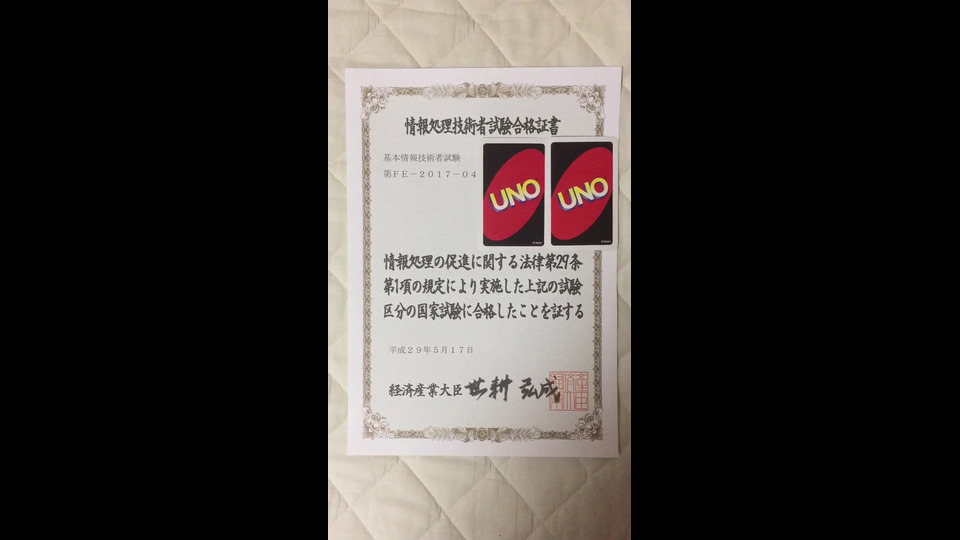 情報処理技術者試験合格証書
基本情報技術者試験
第FE-2017-04
UNO
UNO
情報処理の促進に関する法律第29条
第1項の規定により実施した上記の試験
区分の国家試験に合格したことを証する
平成29年5月17日
経済産業大臣 世耕 弘成